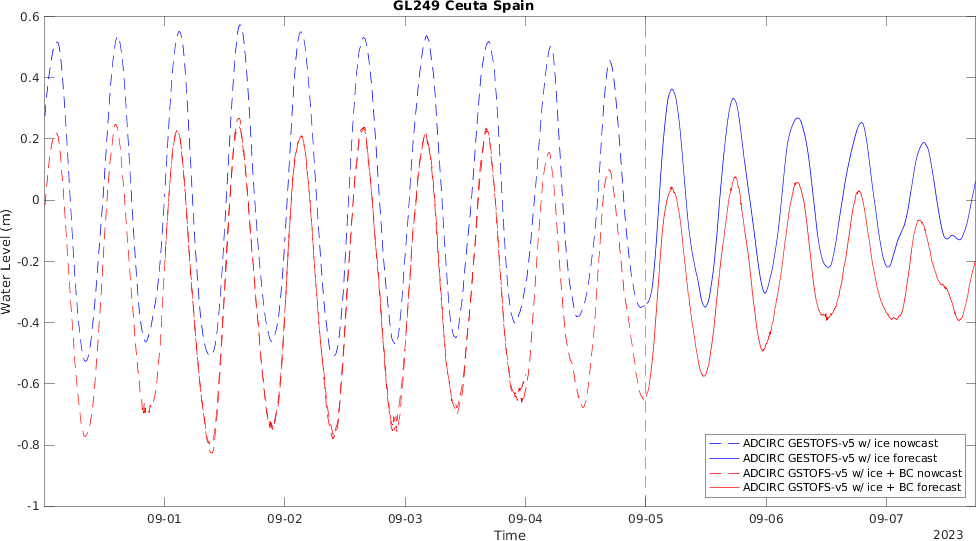 GL249 Ceuta Spain
0.6
0.4
0.2
0
-0.2
-0.4
-0.6
-0.8
-1
Water Level (m)
ADCIRC GESTOFS-v5 w/ ice nowcast
ADCIRC GESTOFS-v5 w/ ice forecast
ADCIRC GSTOFS-v5 w/ ice + BC nowcast
ADCIRC GSTOFS-v5 w/ ice + BC forecast
09-01 09-02 09-03 09-04 09-05 09-06 09-07
Time
2023